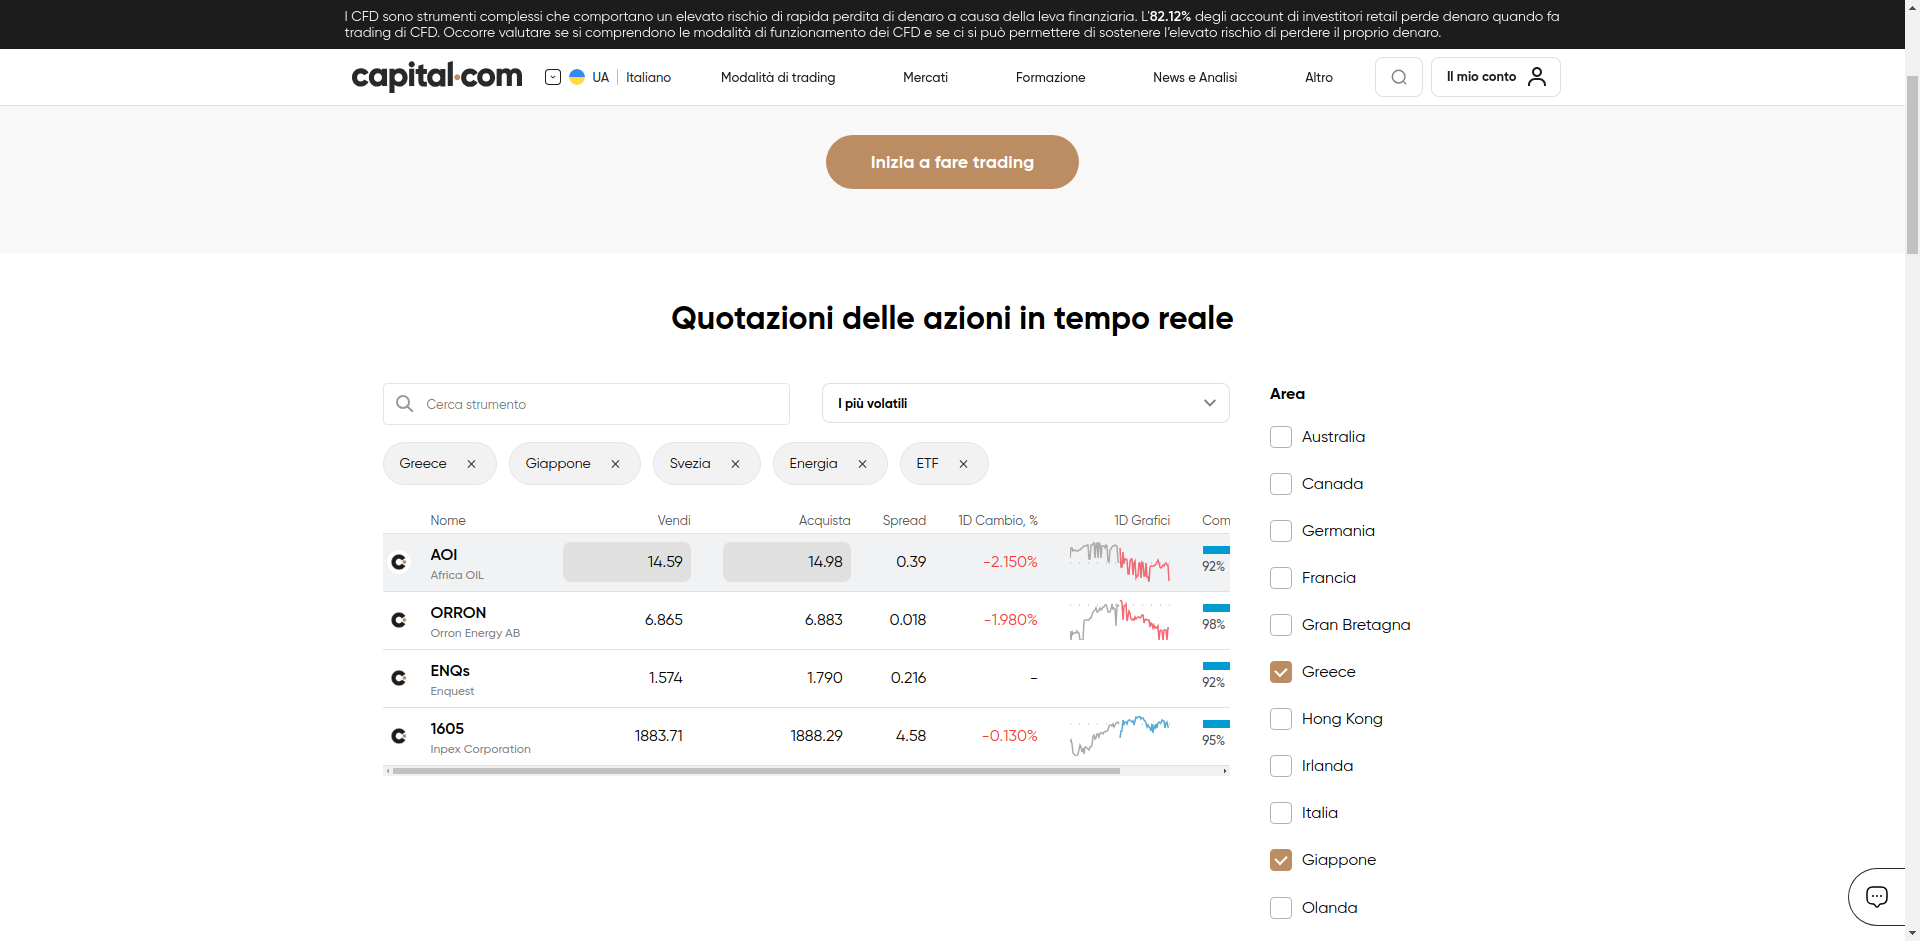 I CFD sono strumenti complessi che comportano un elevato rischio di rapida perdita di denaro a causa della leva finanziaria. L'82.12% degli account di investitori retail perde denaro quando fa
trading di CFD. Occorre valutare se si comprendono le modalità di funzionamento dei CFD e se ci si può permettere di sostenere l'elevato rischio di perdere il proprio denaro.
capital.com UA Italiano Modalità di trading Mercati Formazione News e Analisi Altro Il mio conto
Inizia a fare trading
Quotazioni delle azioni in tempo reale
Cerca strumento
I più volatili
Greece
Giappone
Svezia
Energia
ETF
Nome Vendi Acquista Spread 1D Cambio, % 1D Grafici Com
AOI
Africa OIL
14.59 14.98 0.39 -2.150% 92%
ORRON
Orron Energy AB
6.865 6.883 0.018 -1.980% 98%
ENQs
Enquest
1.574 1.790 0.216 - 92%
1605
Inpex Corporation
1883.71 1888.29 4.58 -0.130% 95%
Area
Australia
Canada
Germania
Francia
Gran Bretagna
Greece
Hong Kong
Irlanda
Italia
Giappone
Olanda